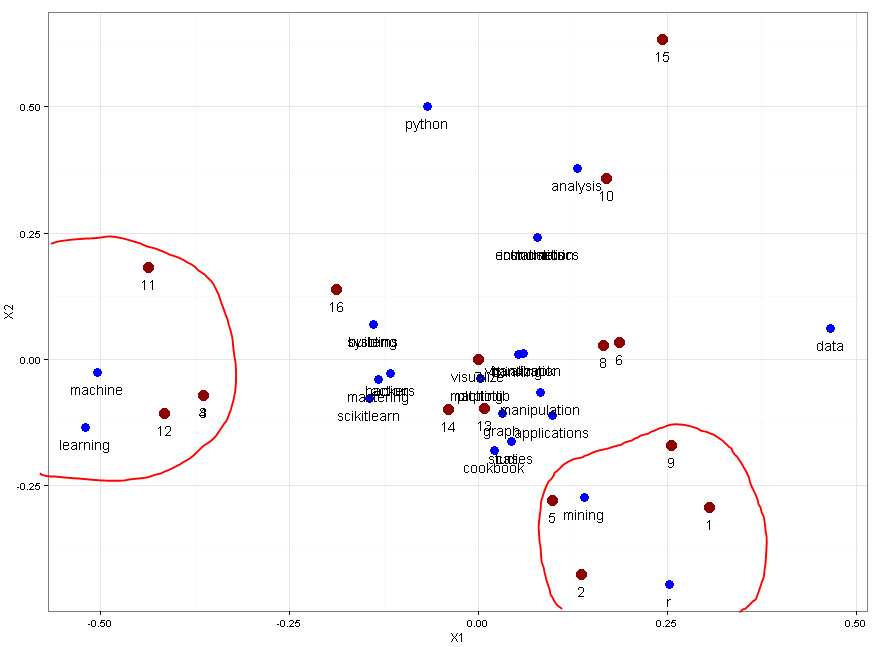 15
0.50
python
analysis
10
0.25
11
16
X2
0.00
8
6
data
machine
visualize
mastering
manipulation
scikitlearn
12
14
13
graph
applications
learning
cookbook
9
-0.25
5
mining
1
2
r
-0.50
-0.25
0.00
0.25
0.50
X1